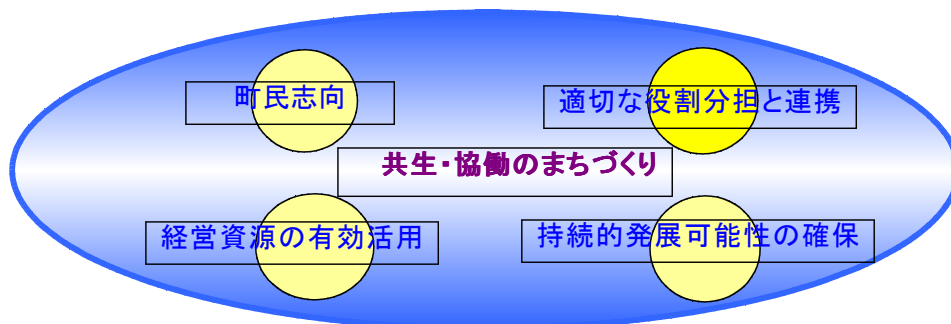 町民志向
適切な役割分担と連携
共生・協働のまちづくり
経営資源の有効活用
持続的発展可能性の確保